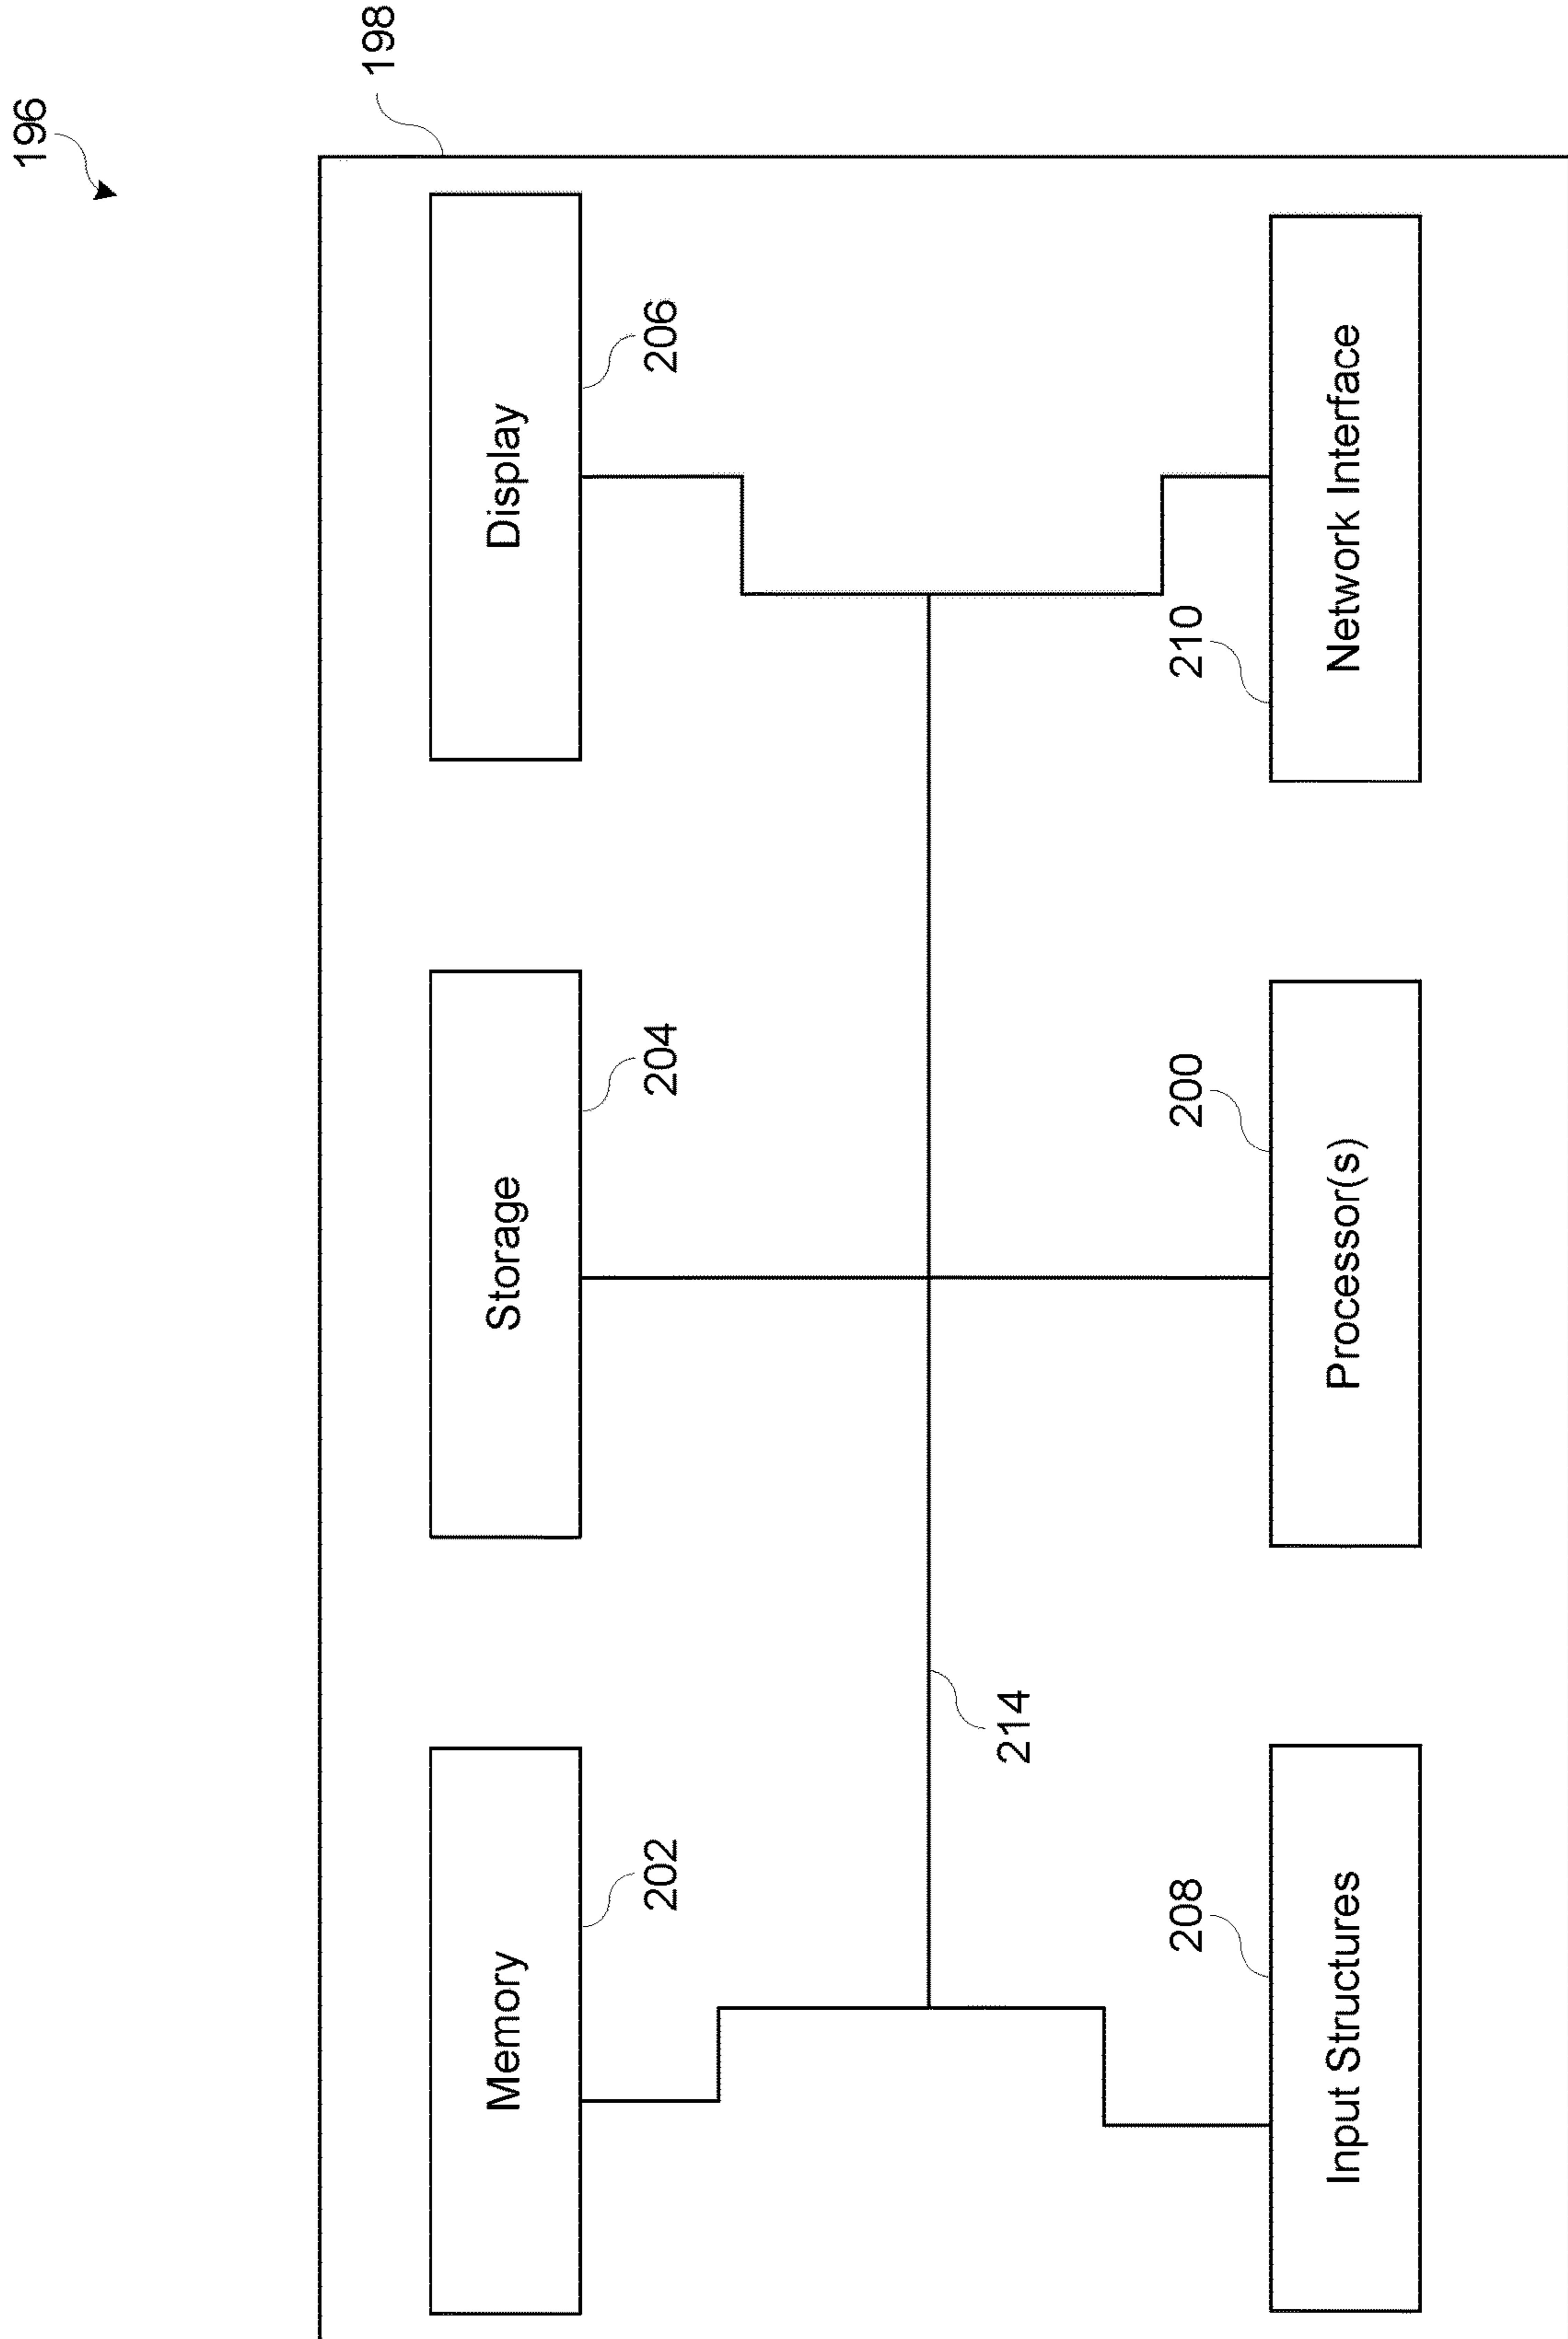 196
198
Memory
Storage
Display
202
204
206
214
208
200
210
Input Structures
Processor(s)
Network Interface